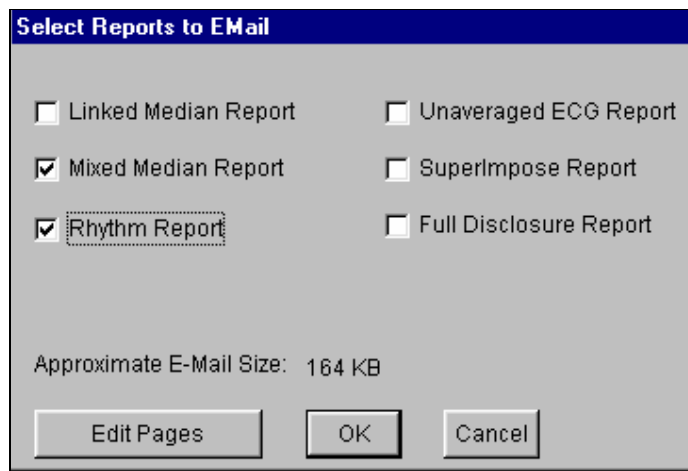 Select Reports to EMail
Linked Median Report
Unaveraged ECG Report
Mixed Median Report
SuperImpose Report
Rhythm Report
Full Disclosure Report
Approximate E-Mail Size: 164 KB
Edit Pages
OK
Cancel